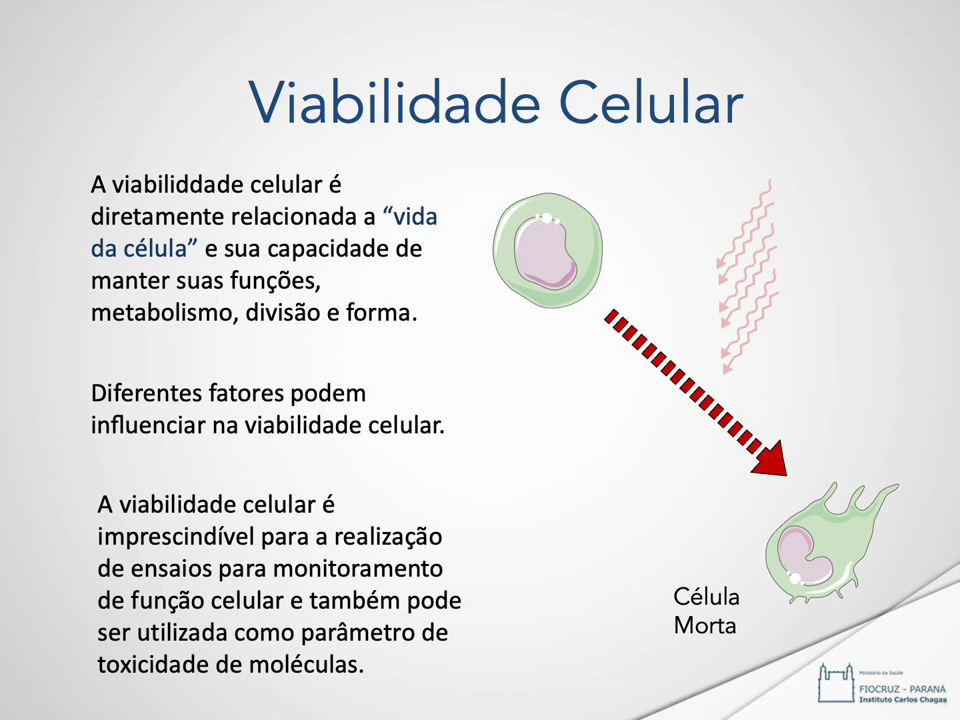 Viabilidade Celular
A viabiliddade celular é
diretamente relacionada a “vida
da célula” e sua capacidade de
manter suas funções,
metabolismo, divisão e forma.
Diferentes fatores podem
influenciar na viabilidade celular.
A viabilidade celular é
imprescindível para a realização
de ensaios para monitoramento
de função celular e também pode
ser utilizada como parâmetro de
toxicidade de moléculas.
Célula
Morta
Ministério da Saúde
FIOCRUZ - PARANÁ
Instituto Carlos Chagas